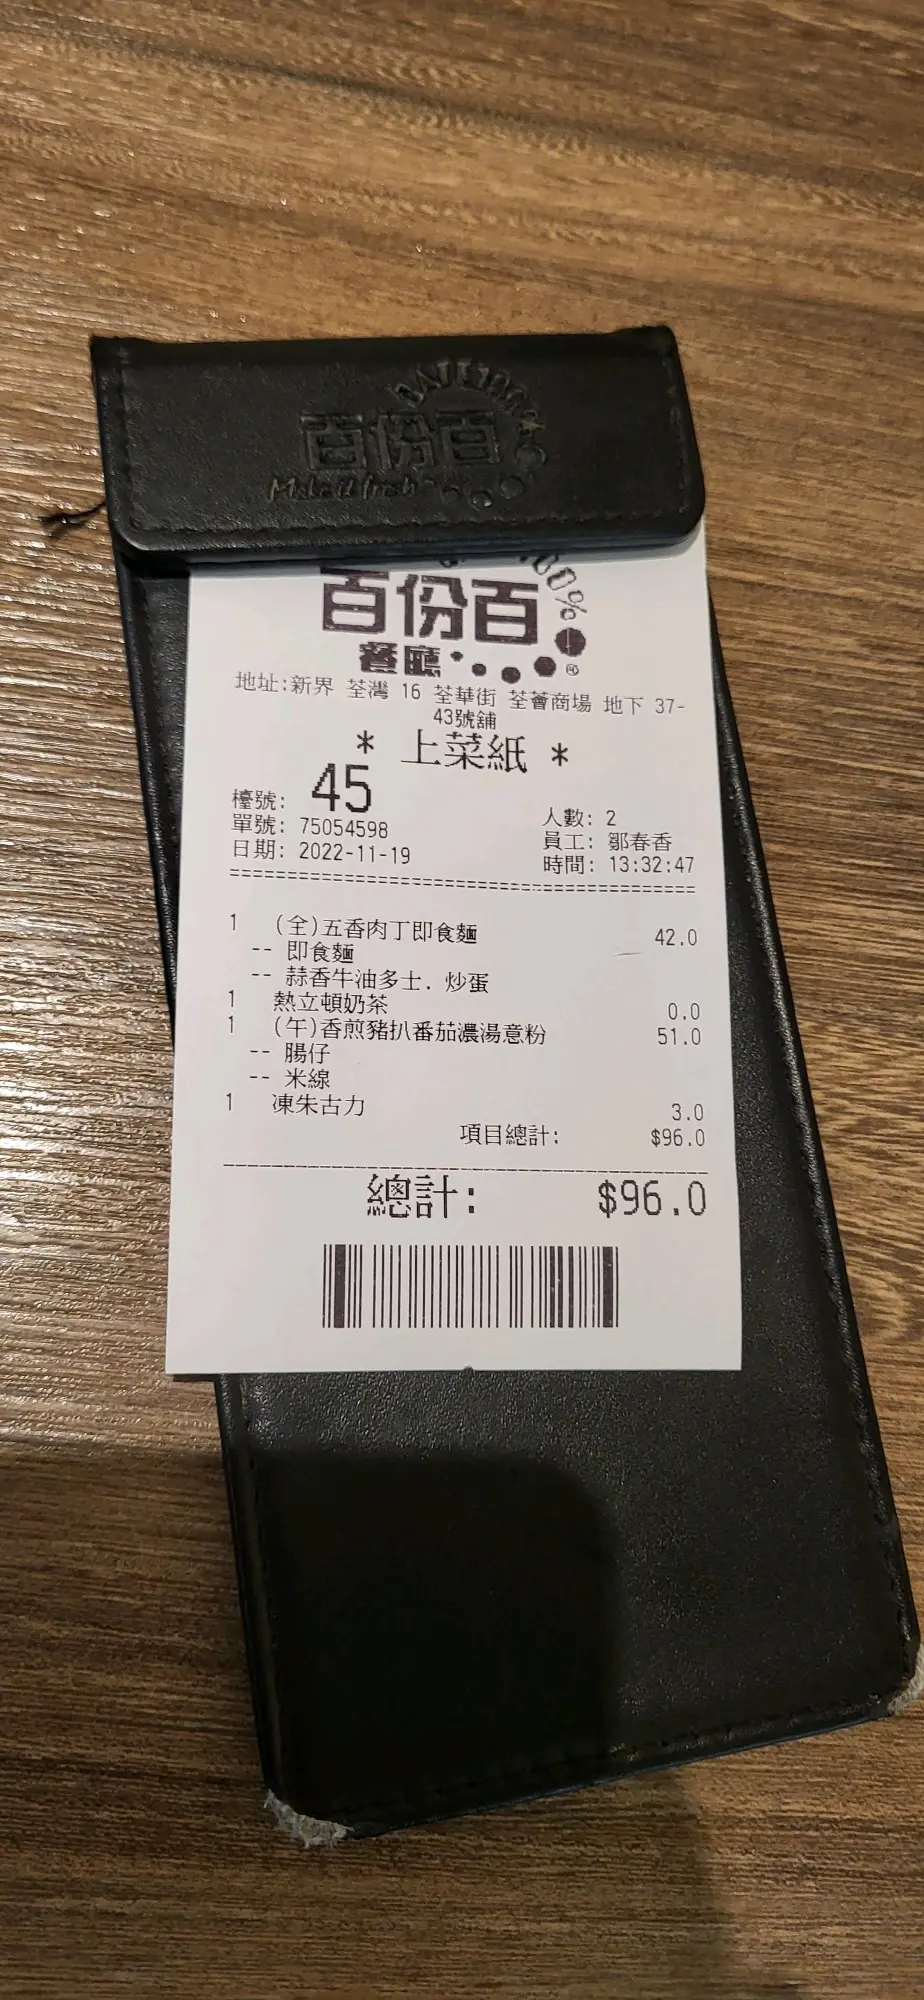 CAFE100%
百份百
Make it fresh
100%
百份百
餐廳 ®
地址:新界 荃灣 16 荃華街 荃薈商場 地下 37-
43號舖
* 上菜紙 *
檯號: 45 人數: 2
單號: 75054598 員工: 鄒春香
日期: 2022-11-19 時間: 13:32:47
1 (全)五香肉丁即食麵 42.0
-- 即食麵
-- 蒜香牛油多士. 炒蛋
1 熱立頓奶茶 0.0
1 (午)香煎豬扒番茄濃湯意粉 51.0
-- 腸仔
-- 米線
1 凍朱古力 3.0
項目總計: $96.0
總計: $96.0